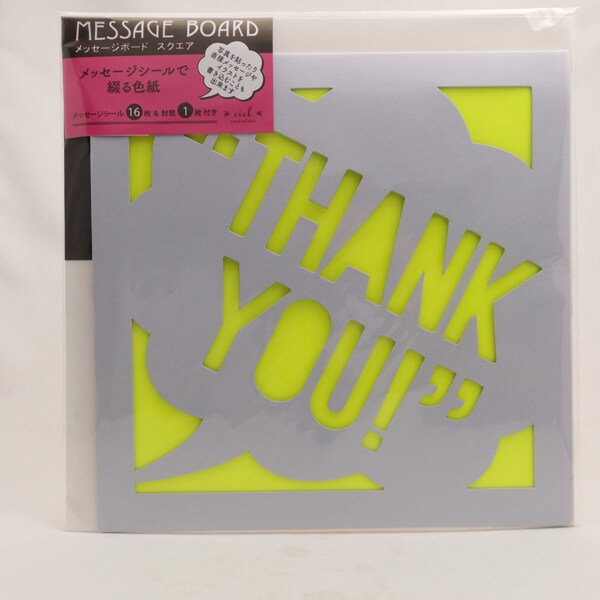 MESSAGE BOARD
メッセージボード スクエア
メッセージシールで
綴る色紙
写真を貼ったり
直接メッセージや
イラストを
書き込むことも
出来ます
メッセージシール 16 枚 & 封筒 1 枚付き
ciel
“THANK
YOU!”